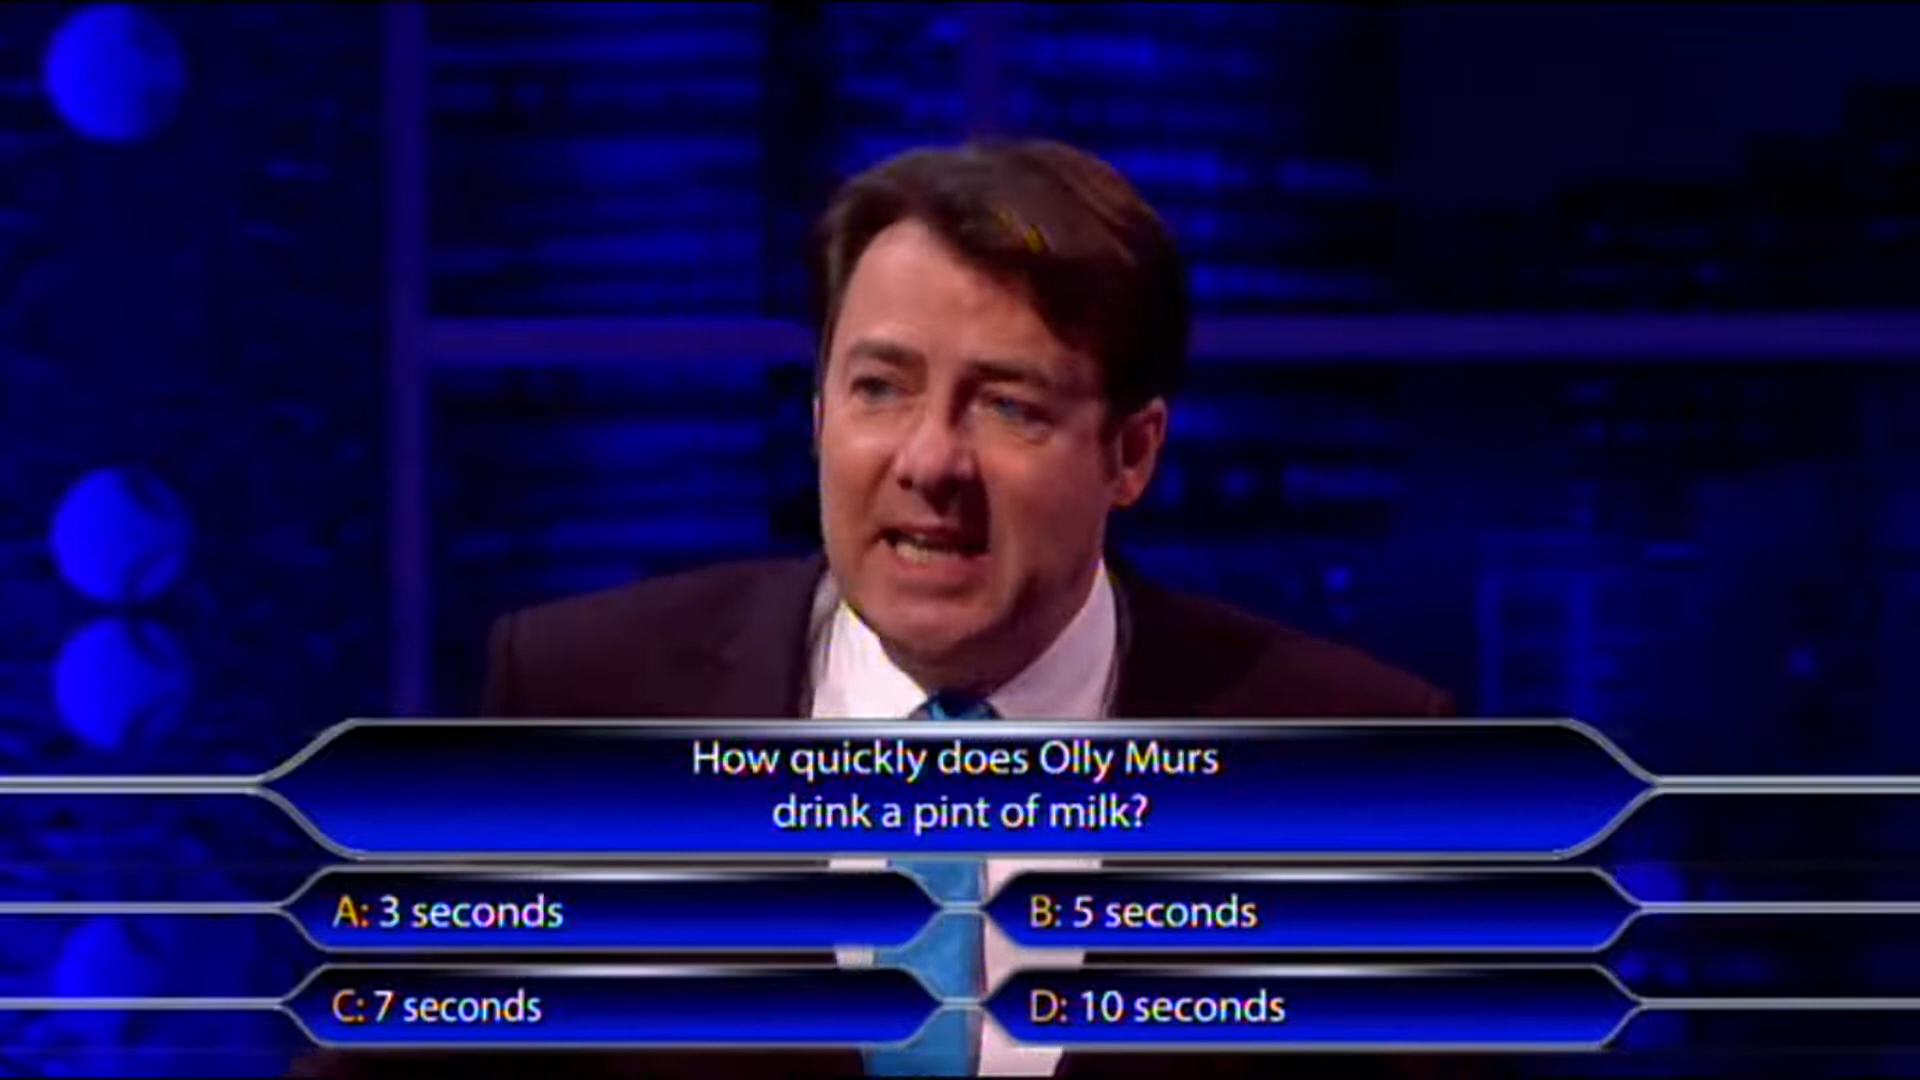 How quickly does Olly Murs
drink a pint of milk?
A: 3 seconds
B: 5 seconds
C: 7 seconds
D: 10 seconds